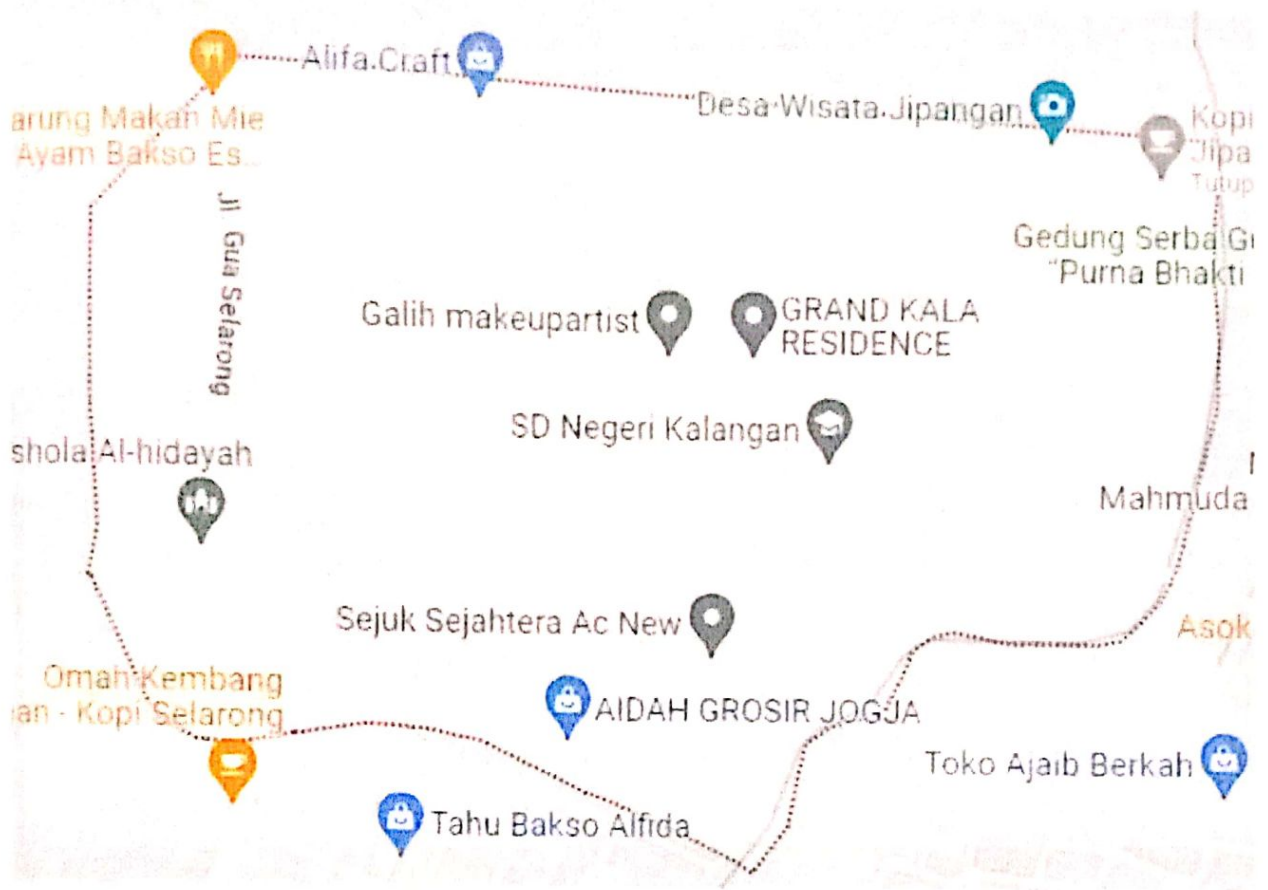 Alifa Craft
arung Makan Mie
Ayam Bakso Es...
Desa Wisata Jipangan
Kopi
Jipa
Tutup
Jl. Gua Selarong
Gedung Serba G
"Purna Bhakti
Galih makeupartist
GRAND KALA
RESIDENCE
SD Negeri Kalangan
shola Al-hidayah
Mahmuda
Sejuk Sejahtera Ac New
Asok
Omah Kembang
an - Kopi Selarong
AIDAH GROSIR JOGJA
Toko Ajaib Berkah
Tahu Bakso Alfida